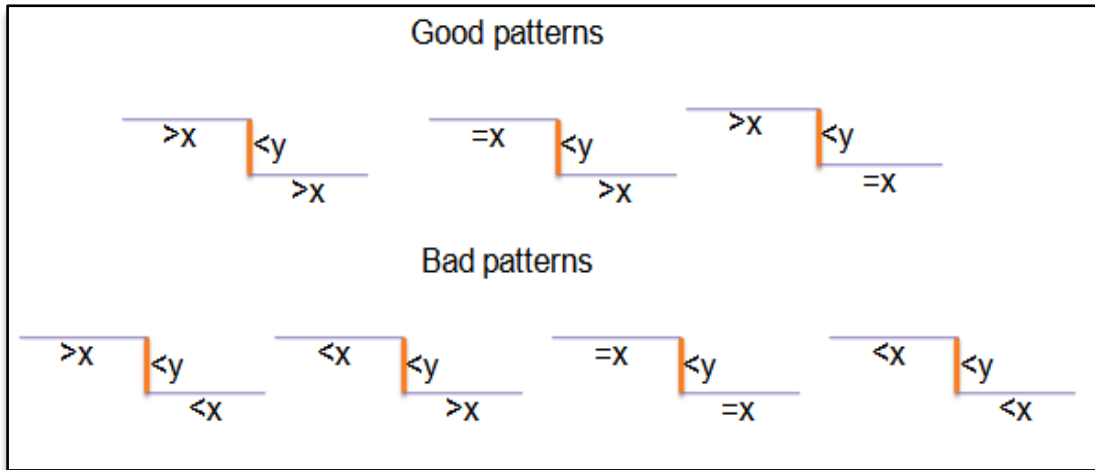 Good patterns
>x <y >x
=x <y >x
>x <y =x
Bad patterns
>x <y <x
<x <y >x
=x <y =x
<x <y <x